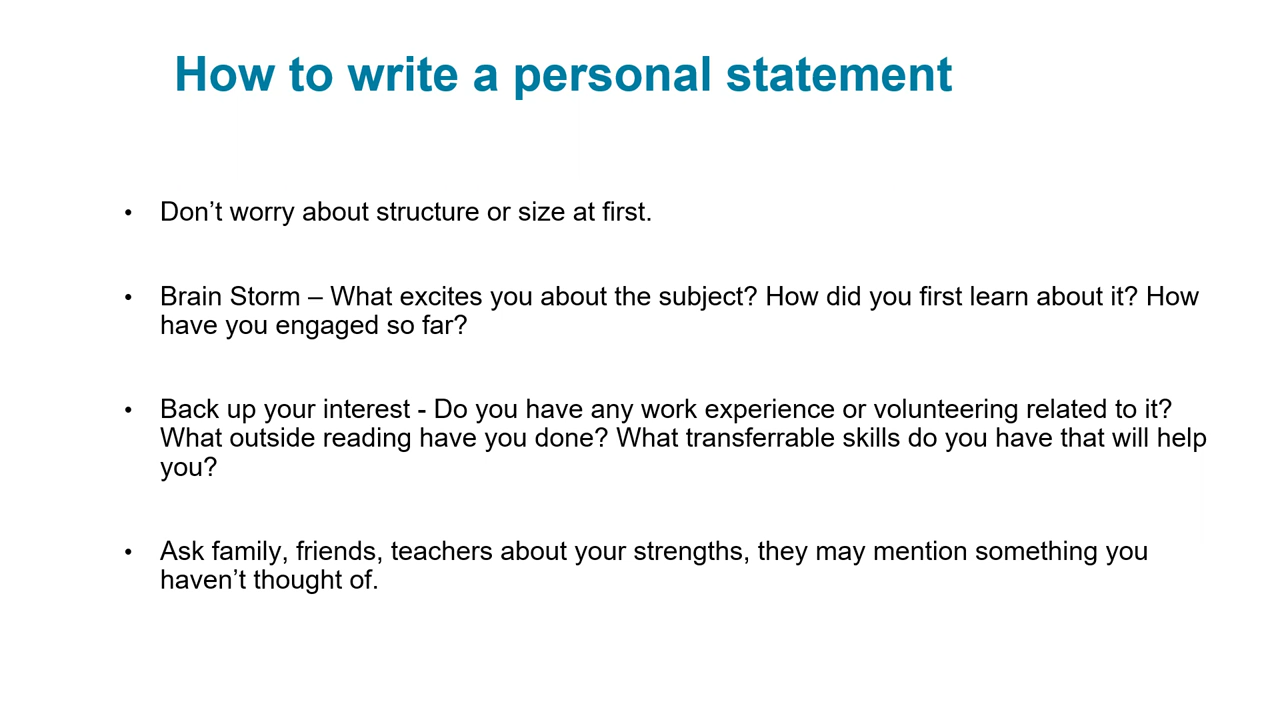 How to write a personal statement
• Don’t worry about structure or size at first.
• Brain Storm – What excites you about the subject? How did you first learn about it? How
have you engaged so far?
• Back up your interest - Do you have any work experience or volunteering related to it?
What outside reading have you done? What transferrable skills do you have that will help
you?
• Ask family, friends, teachers about your strengths, they may mention something you
haven’t thought of.